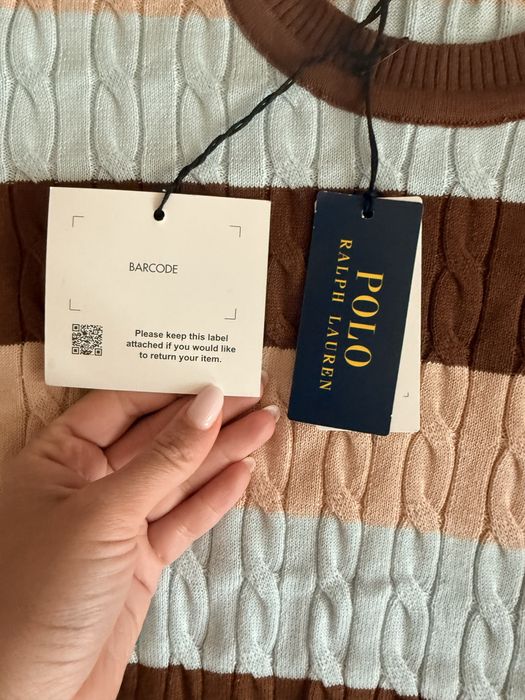 BARCODE
Please keep this label
attached if you would like
to return your item.
POLO
RALPH LAUREN